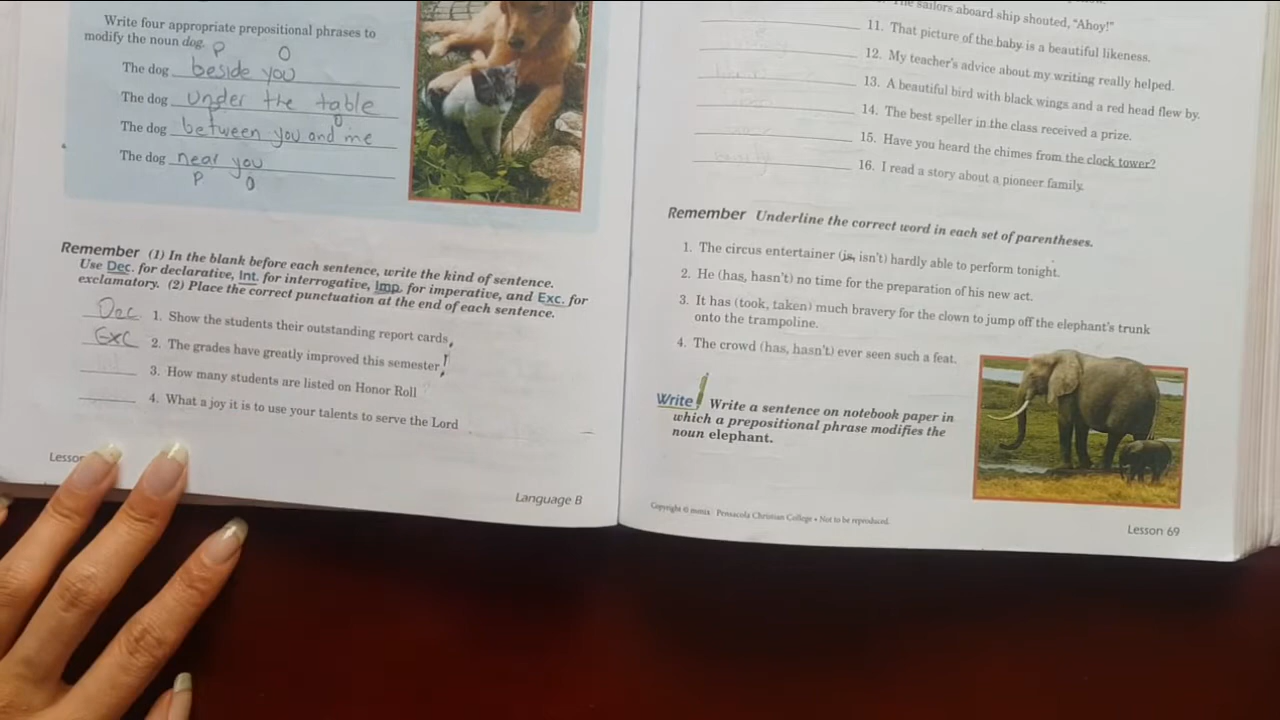 Write four appropriate prepositional phrases to
modify the noun dog.
P O
The dog beside you
The dog under the table
The dog between you and me
The dog near you
P O
Remember (1) In the blank before each sentence, write the kind of sentence.
Use Dec. for declarative, Int. for interrogative, Imp. for imperative, and Exc. for
exclamatory. (2) Place the correct punctuation at the end of each sentence.
Dec. 1. Show the students their outstanding report cards.
Exc 2. The grades have greatly improved this semester!
3. How many students are listed on Honor Roll
4. What a joy it is to use your talents to serve the Lord
Language B
The sailors aboard ship shouted, "Ahoy!"
11. That picture of the baby is a beautiful likeness.
12. My teacher's advice about my writing really helped.
13. A beautiful bird with black wings and a red head flew by.
14. The best speller in the class received a prize.
15. Have you heard the chimes from the clock tower?
16. I read a story about a pioneer family.
Remember Underline the correct word in each set of parentheses.
1. The circus entertainer (is, isn't) hardly able to perform tonight.
2. He (has, hasn't) no time for the preparation of his new act.
3. It has (took, taken) much bravery for the clown to jump off the elephant's trunk
onto the trampoline.
4. The crowd (has, hasn't) ever seen such a feat.
Write Write a sentence on notebook paper in
which a prepositional phrase modifies the
noun elephant.
Pensacola Christian College • Not to be reproduced.
Lesson 69